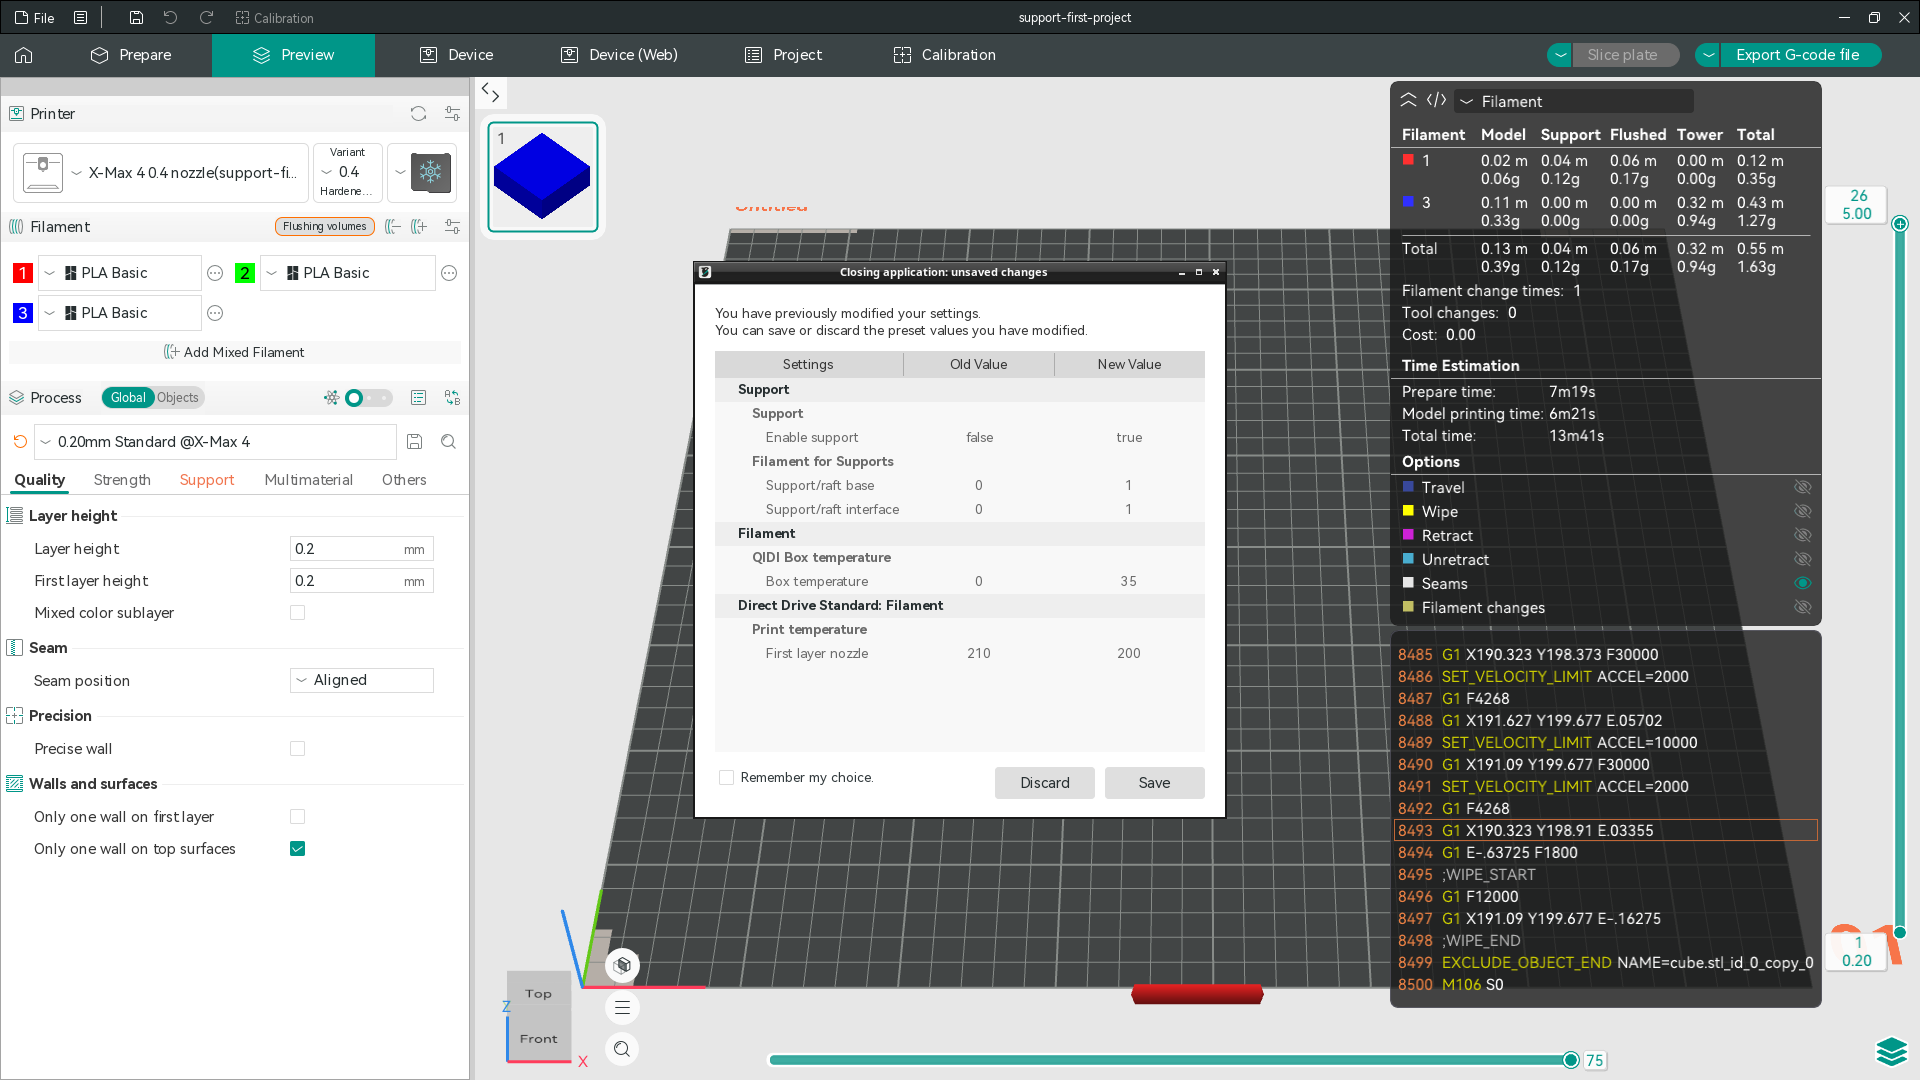 File
Calibration
support-first-project
Prepare
Preview
Device
Device (Web)
Project
Calibration
Slice plate
Export G-code file
Printer
X-Max 4 0.4 nozzle(support-fi...
Variant
0.4
Hardene...
Filament
Flushing volumes
1 PLA Basic
2 PLA Basic
3 PLA Basic
Add Mixed Filament
Process
Global
Objects
0.20mm Standard @X-Max 4
Quality
Strength
Support
Multimaterial
Others
Layer height
Layer height 0.2 mm
First layer height 0.2 mm
Mixed color sublayer
Seam
Seam position Aligned
Precision
Precise wall
Walls and surfaces
Only one wall on first layer
Only one wall on top surfaces
1
Untitled
Closing application: unsaved changes
You have previously modified your settings.
You can save or discard the preset values you have modified.
Settings Old Value New Value
Support
Support
Enable support false true
Filament for Supports
Support/raft base 0 1
Support/raft interface 0 1
Filament
QIDI Box temperature
Box temperature 0 35
Direct Drive Standard: Filament
Print temperature
First layer nozzle 210 200
Remember my choice.
Discard
Save
Top
Front
Z
X
75
Filament
Filament Model Support Flushed Tower Total
1 0.02 m 0.04 m 0.06 m 0.00 m 0.12 m
0.06g 0.12g 0.17g 0.00g 0.35g
3 0.11 m 0.00 m 0.00 m 0.32 m 0.43 m
0.33g 0.00g 0.00g 0.94g 1.27g
Total 0.13 m 0.04 m 0.06 m 0.32 m 0.55 m
0.39g 0.12g 0.17g 0.94g 1.63g
Filament change times: 1
Tool changes: 0
Cost: 0.00
Time Estimation
Prepare time: 7m19s
Model printing time: 6m21s
Total time: 13m41s
Options
Travel
Wipe
Retract
Unretract
Seams
Filament changes
8485 G1 X190.323 Y198.373 F30000
8486 SET_VELOCITY_LIMIT ACCEL=2000
8487 G1 F4268
8488 G1 X191.627 Y199.677 E.05702
8489 SET_VELOCITY_LIMIT ACCEL=10000
8490 G1 X191.09 Y199.677 F30000
8491 SET_VELOCITY_LIMIT ACCEL=2000
8492 G1 F4268
8493 G1 X190.323 Y198.91 E.03355
8494 G1 E-.63725 F1800
8495 ;WIPE_START
8496 G1 F12000
8497 G1 X191.09 Y199.677 E-.16275
8498 ;WIPE_END
8499 EXCLUDE_OBJECT_END NAME=cube.stl_id_0_copy_0
8500 M106 S0
26
5.00
1
0.20